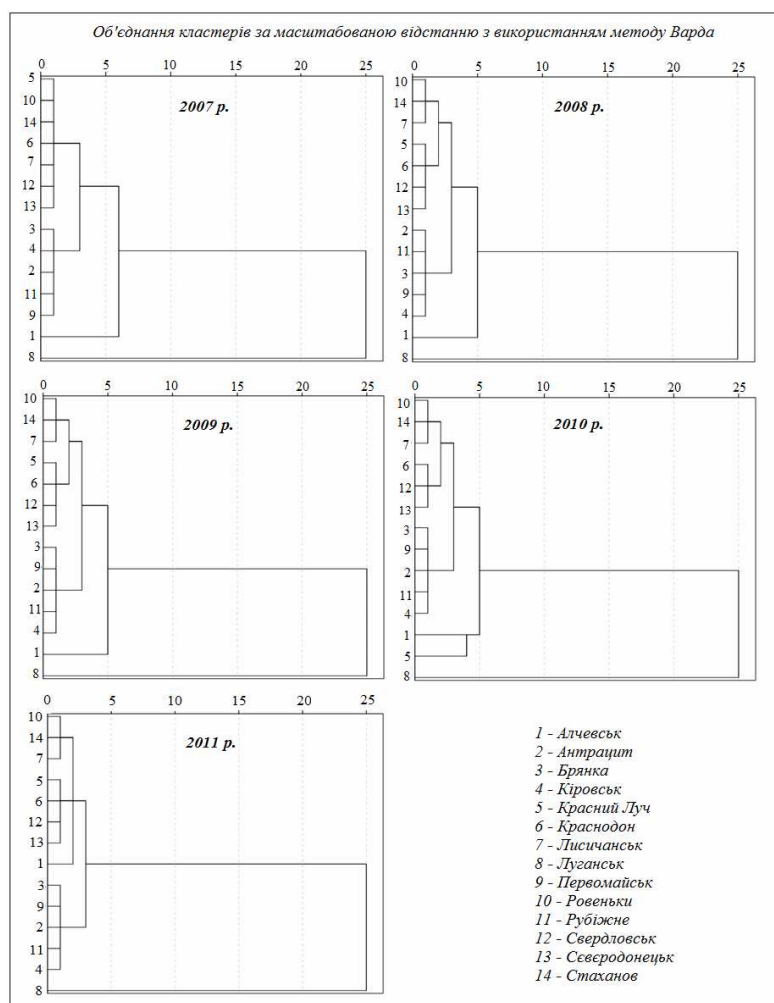 Об'єднання кластерів за масштабованою відстанню з використанням методу Варда
0 5 10 15 20 25
2007 р.
5
10
14
6
7
12
13
3
4
2
11
9
1
8
0 5 10 15 20 25
2008 р.
10
14
7
5
6
12
13
2
11
3
9
4
1
8
0 5 10 15 20 25
2009 р.
10
14
7
5
6
12
13
3
9
2
11
4
1
8
0 5 10 15 20 25
2010 р.
10
14
7
6
12
13
3
9
2
11
4
1
5
8
0 5 10 15 20 25
2011 р.
10
14
7
5
6
12
13
1
3
9
2
11
4
8
1 - Алчевськ
2 - Антрацит
3 - Брянка
4 - Кіровськ
5 - Красний Луч
6 - Краснодон
7 - Лисичанськ
8 - Луганськ
9 - Первомайськ
10 - Ровеньки
11 - Рубіжне
12 - Свердловськ
13 - Сєвєродонецьк
14 - Стаханов